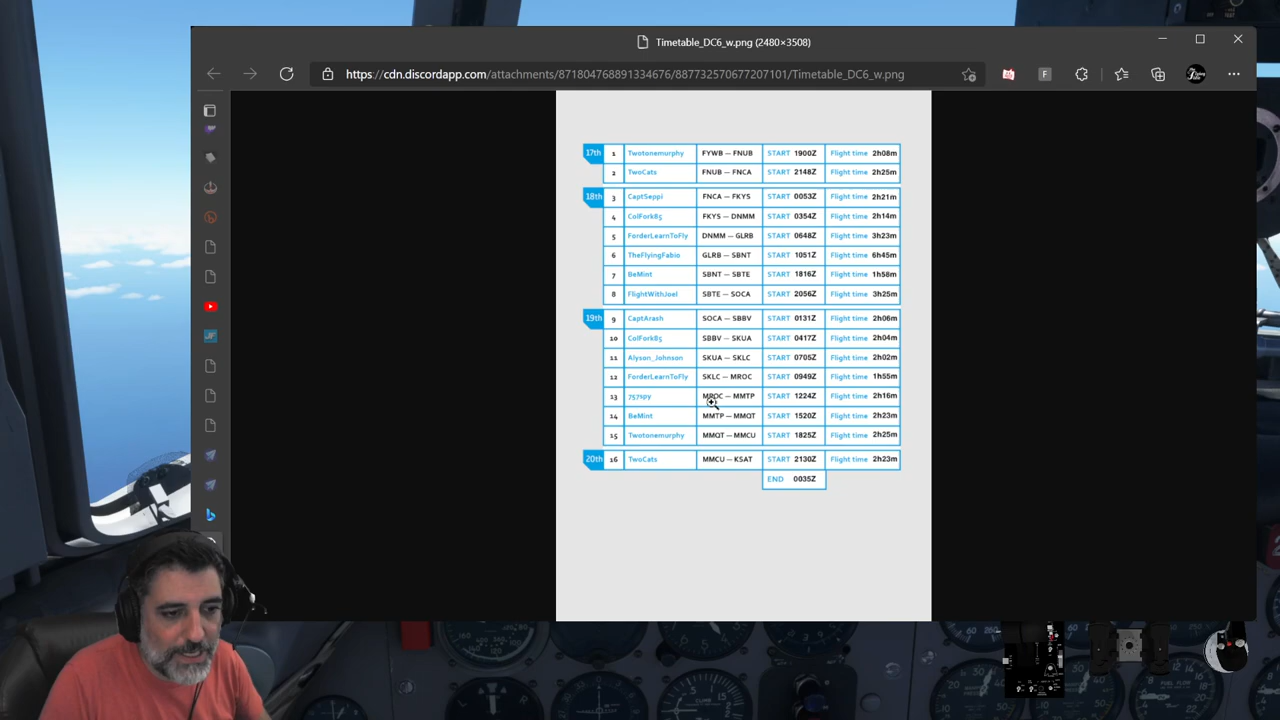 Timetable_DC6_w.png (2480×3508)
https://cdn.discordapp.com/attachments/871804768891334676/887732570677207101/Timetable_DC6_w.png
F
17th 1 Twotonemurphy FYWB — FNUB START 1900Z Flight time 2h08m
2 TwoCats FNUB — FNCA START 2148Z Flight time 2h25m
18th 3 CaptSeppi FNCA — FKYS START 0053Z Flight time 2h21m
4 ColFork85 FKYS — DNMM START 0354Z Flight time 2h14m
5 ForderLearnToFly DNMM — GLRB START 0648Z Flight time 3h23m
6 TheFlyingFabio GLRB — SBNT START 1051Z Flight time 6h45m
7 BeMint SBNT — SBTE START 1816Z Flight time 1h58m
8 FlightWithJoel SBTE — SOCA START 2056Z Flight time 3h25m
19th 9 CaptArash SOCA — SBBV START 0131Z Flight time 2h06m
10 ColFork85 SBBV — SKUA START 0417Z Flight time 2h04m
11 Alyson_Johnson SKUA — SKLC START 0705Z Flight time 2h02m
12 ForderLearnToFly SKLC — MROC START 0949Z Flight time 1h55m
13 7575py MROC — MMTP START 1224Z Flight time 2h16m
14 BeMint MMTP — MMQT START 1520Z Flight time 2h23m
15 Twotonemurphy MMQT — MMCU START 1825Z Flight time 2h25m
20th 16 TwoCats MMCU — KSAT START 2130Z Flight time 2h23m
END 0035Z